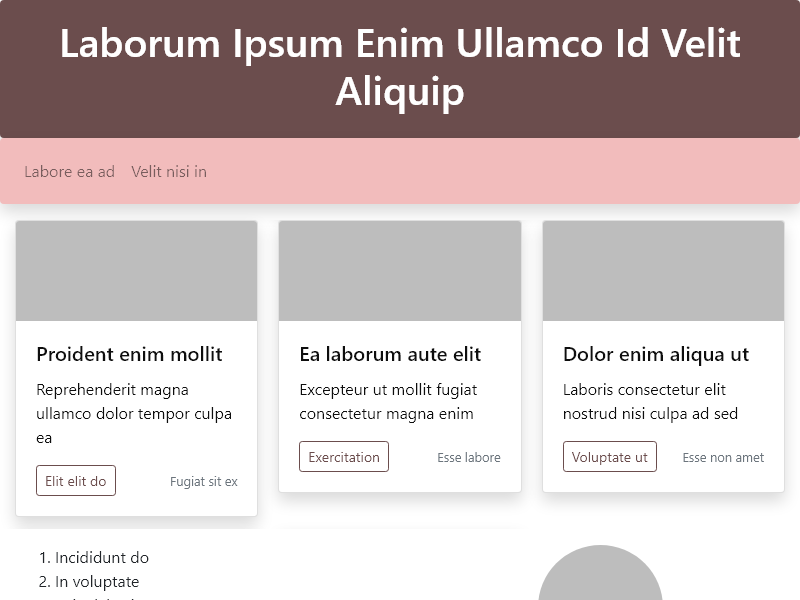 Laborum Ipsum Enim Ullamco Id Velit
Aliquip
Labore ea ad
Velit nisi in
Proident enim mollit
Reprehenderit magna
ullamco dolor tempor culpa
ea
Elit elit do
Fugiat sit ex
Ea laborum aute elit
Excepteur ut mollit fugiat
consectetur magna enim
Exercitation
Esse labore
Dolor enim aliqua ut
Laboris consectetur elit
nostrud nisi culpa ad sed
Voluptate ut
Esse non amet
1. Incididunt do
2. In voluptate